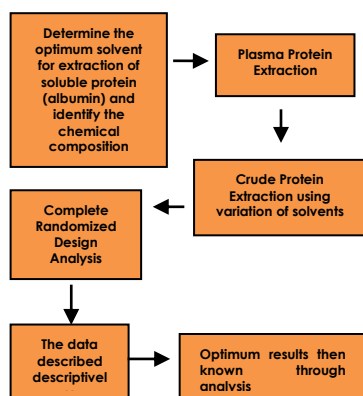 Determine the
optimum solvent
for extraction of
soluble protein
(albumin) and
identify the
chemical
composition
Plasma Protein
Extraction
Crude Protein
Extraction using
variation of solvents
Complete
Randomized
Design
Analysis
The data
described
descriptivel
Optimum results then
known through
analysis